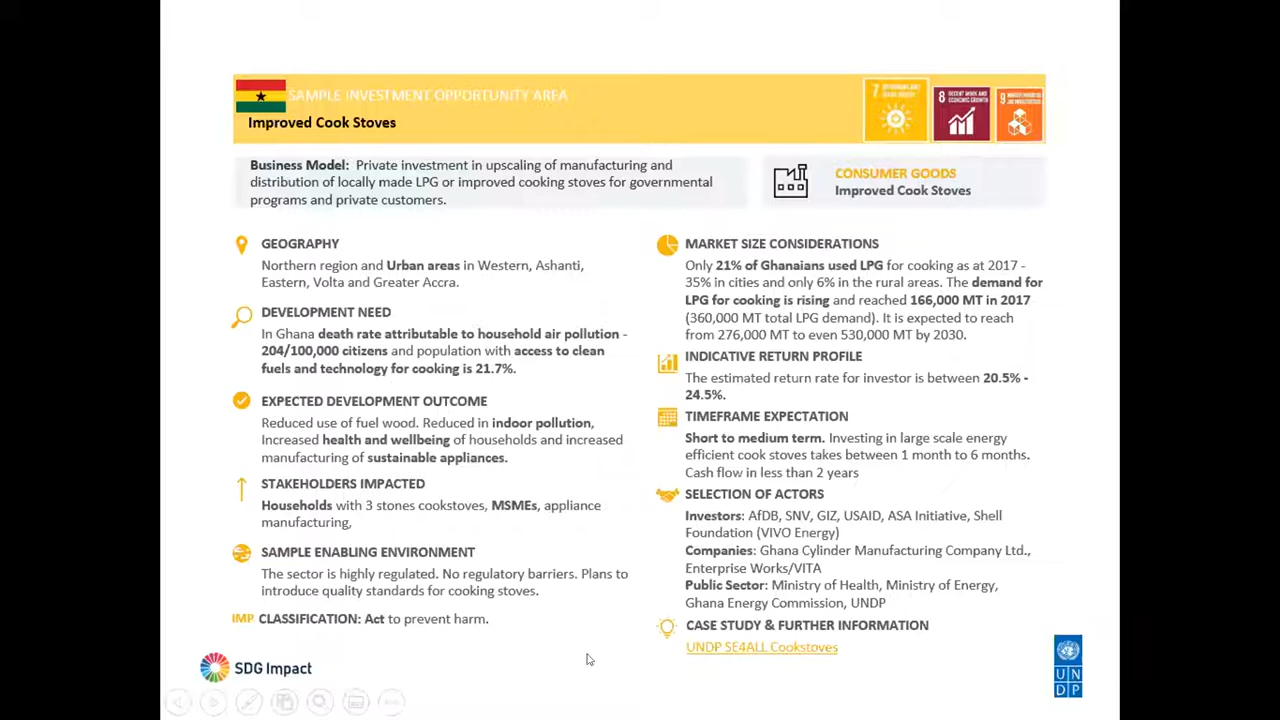 SAMPLE INVESTMENT OPPORTUNITY AREA
Improved Cook Stoves
7
8 DECENT WORK AND
ECONOMIC GROWTH
9
Business Model: Private investment in upscaling of manufacturing and
distribution of locally made LPG or improved cooking stoves for governmental
programs and private customers.
CONSUMER GOODS
Improved Cook Stoves
GEOGRAPHY
Northern region and Urban areas in Western, Ashanti,
Eastern, Volta and Greater Accra.
DEVELOPMENT NEED
In Ghana death rate attributable to household air pollution -
204/100,000 citizens and population with access to clean
fuels and technology for cooking is 21.7%.
EXPECTED DEVELOPMENT OUTCOME
Reduced use of fuel wood. Reduced in indoor pollution,
Increased health and wellbeing of households and increased
manufacturing of sustainable appliances.
STAKEHOLDERS IMPACTED
Households with 3 stones cookstoves, MSMEs, appliance
manufacturing,
SAMPLE ENABLING ENVIRONMENT
The sector is highly regulated. No regulatory barriers. Plans to
introduce quality standards for cooking stoves.
IMP CLASSIFICATION: Act to prevent harm.
MARKET SIZE CONSIDERATIONS
Only 21% of Ghanaians used LPG for cooking as at 2017 -
35% in cities and only 6% in the rural areas. The demand for
LPG for cooking is rising and reached 166,000 MT in 2017
(360,000 MT total LPG demand). It is expected to reach
from 276,000 MT to even 530,000 MT by 2030.
INDICATIVE RETURN PROFILE
The estimated return rate for investor is between 20.5% -
24.5%.
TIMEFRAME EXPECTATION
Short to medium term. Investing in large scale energy
efficient cook stoves takes between 1 month to 6 months.
Cash flow in less than 2 years
SELECTION OF ACTORS
Investors: AfDB, SNV, GIZ, USAID, ASA Initiative, Shell
Foundation (VIVO Energy)
Companies: Ghana Cylinder Manufacturing Company Ltd.,
Enterprise Works/VITA
Public Sector: Ministry of Health, Ministry of Energy,
Ghana Energy Commission, UNDP
CASE STUDY & FURTHER INFORMATION
UNDP SE4ALL Cookstoves
SDG Impact
U N
D P